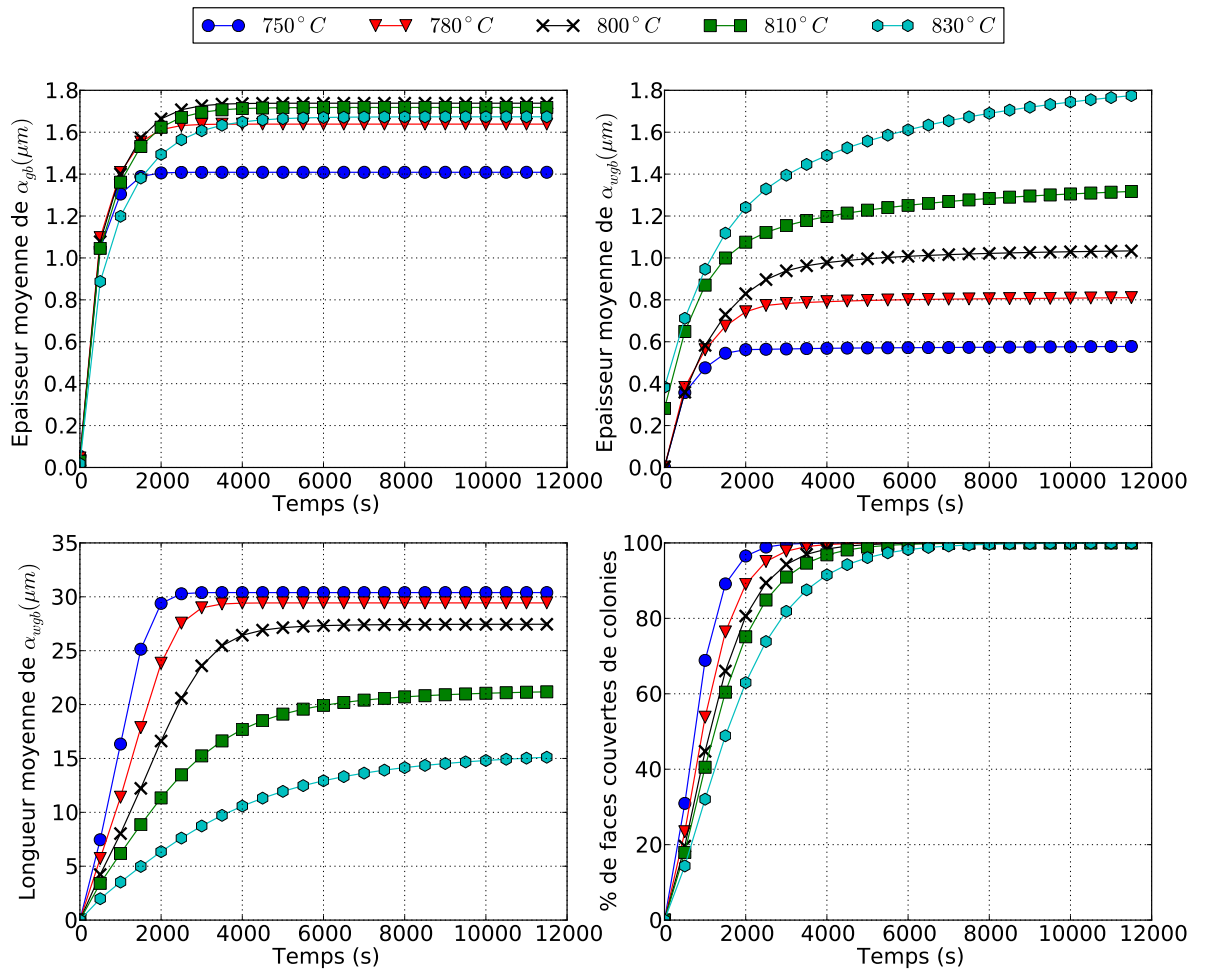 750°C 780°C 800°C 810°C 830°C
Epaisseur moyenne de α_gb(μm)
1.8
1.6
1.4
1.2
1.0
0.8
0.6
0.4
0.2
0.0
0 2000 4000 6000 8000 10000 12000
Temps (s)
Epaisseur moyenne de α_wgb(μm)
1.8
1.6
1.4
1.2
1.0
0.8
0.6
0.4
0.2
0.0
0 2000 4000 6000 8000 10000 12000
Temps (s)
Longueur moyenne de α_wgb(μm)
35
30
25
20
15
10
5
0
0 2000 4000 6000 8000 10000 12000
Temps (s)
% de faces couvertes de colonies
100
80
60
40
20
0
0 2000 4000 6000 8000 10000 12000
Temps (s)